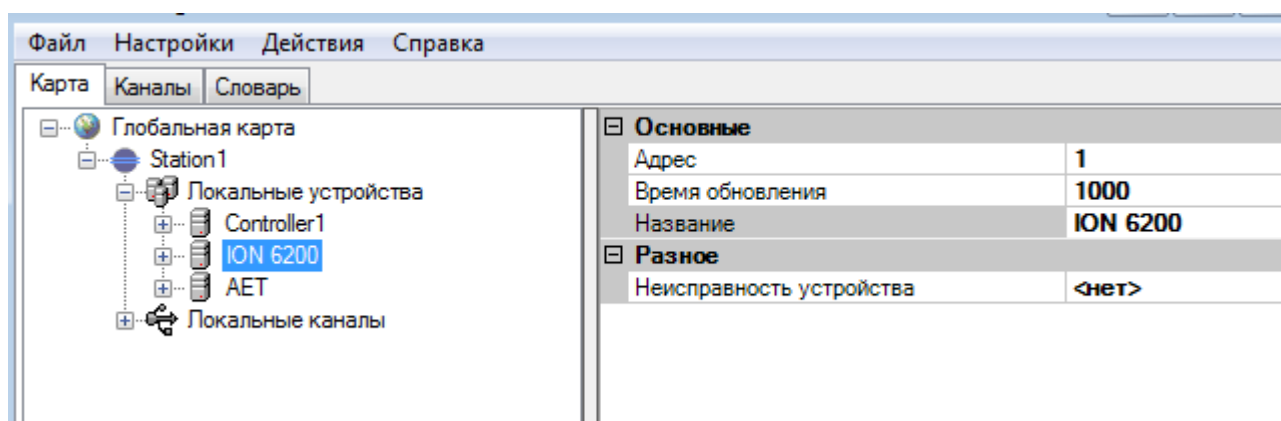 Файл Настройки Действия Справка
Карта Каналы Словарь
Глобальная карта
Station1
Локальные устройства
Controller1
ION 6200
AET
Локальные каналы
Основные
Адрес 1
Время обновления 1000
Название ION 6200
Разное
Неисправность устройства <нет>